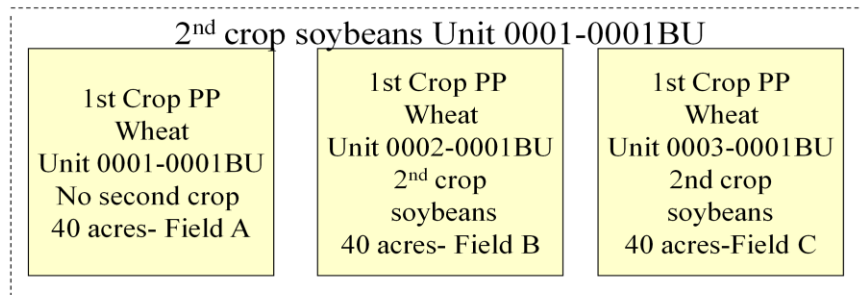 2nd crop soybeans Unit 0001-0001BU
1st Crop PP
Wheat
Unit 0001-0001BU
No second crop
40 acres- Field A
1st Crop PP
Wheat
Unit 0002-0001BU
2nd crop
soybeans
40 acres- Field B
1st Crop PP
Wheat
Unit 0003-0001BU
2nd crop
soybeans
40 acres-Field C